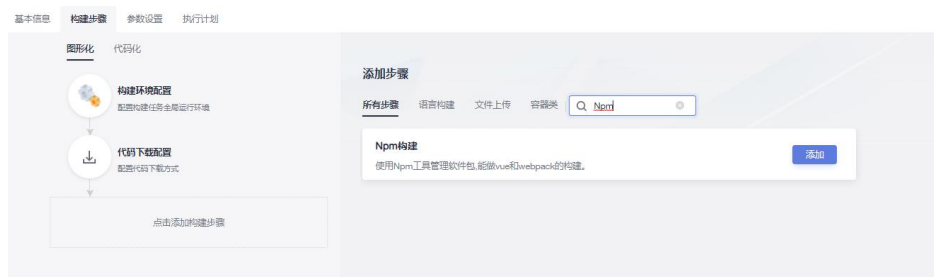 基本信息 构建步骤 参数设置 执行计划
图形化 代码化
构建环境配置
配置构建任务全局运行环境
代码下载配置
配置代码下载方式
点击添加构建步骤
添加步骤
所有步骤 语言构建 文件上传 容器类 Npm
Npm构建
使用Npm工具管理软件包,能做vue和webpack的构建。
添加